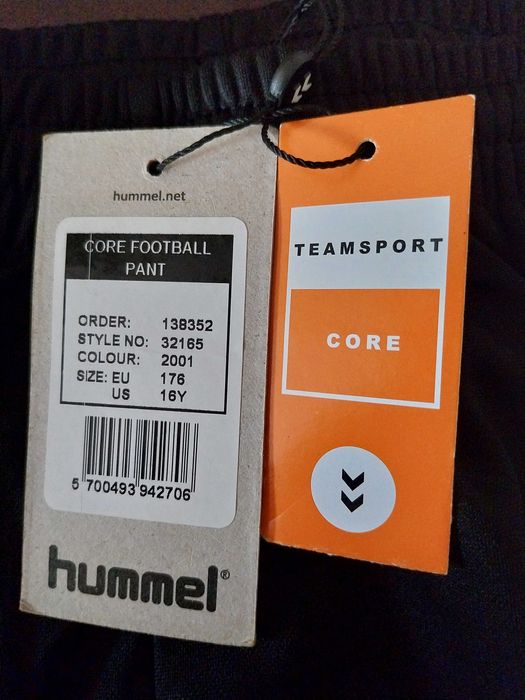 hummel.net
CORE FOOTBALL
PANT
ORDER: 138352
STYLE NO: 32165
COLOUR: 2001
SIZE: EU 176
US 16Y
5 700493 942706
hummel®
TEAMSPORT
CORE